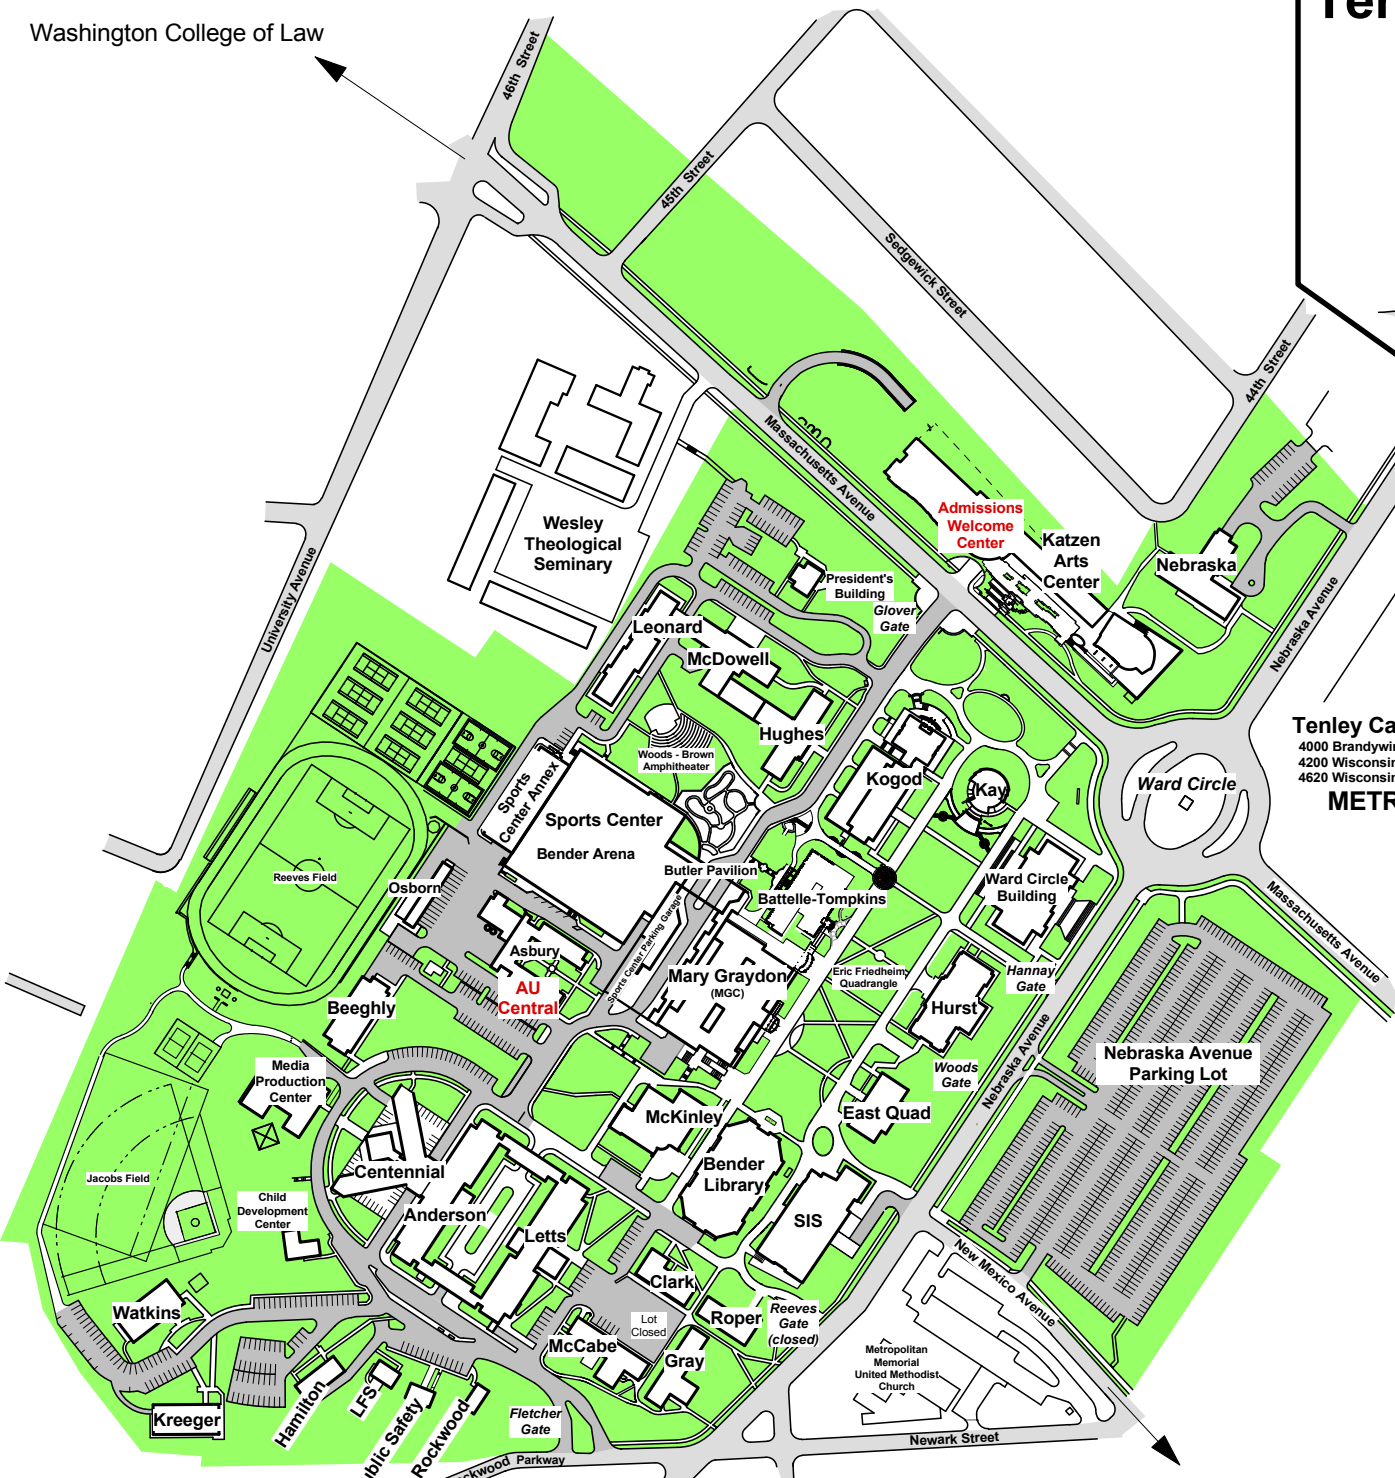 Washington College of Law
46th Street
45th Street
Sedgewick Street
44th Street
Massachusetts Avenue
Admissions
Welcome
Center
Katzen
Arts
Center
Nebraska
Nebraska Avenue
Wesley
Theological
Seminary
University Avenue
President's
Building
Glover
Gate
Leonard
McDowell
Hughes
Woods - Brown
Amphitheater
Kogod
Kay
Ward Circle
Tenley Ca
4000 Brandywi
4200 Wisconsin
4620 Wisconsin
METR
Sports
Center Annex
Sports Center
Bender Arena
Butler Pavilion
Battelle-Tompkins
Ward Circle
Building
Massachusetts Avenue
Reeves Field
Osborn
Asbury
AU
Central
Sports Center Parking Garage
Mary Graydon
(MGC)
Eric Friedheim
Quadrangle
Hannay
Gate
Hurst
Beeghly
Woods
Gate
Nebraska Avenue
Nebraska Avenue
Parking Lot
Media
Production
Center
McKinley
East Quad
Centennial
Bender
Library
Jacobs Field
Child
Development
Center
Anderson
Letts
SIS
New Mexico Avenue
Clark
Watkins
Lot
Closed
Roper
Reeves
Gate
(closed)
McCabe
Gray
Metropolitan
Memorial
United Methodist
Church
Kreeger
Hamilton
LFS
blic Safety
Rockwood
Fletcher
Gate
Newark Street
ckwood Parkway